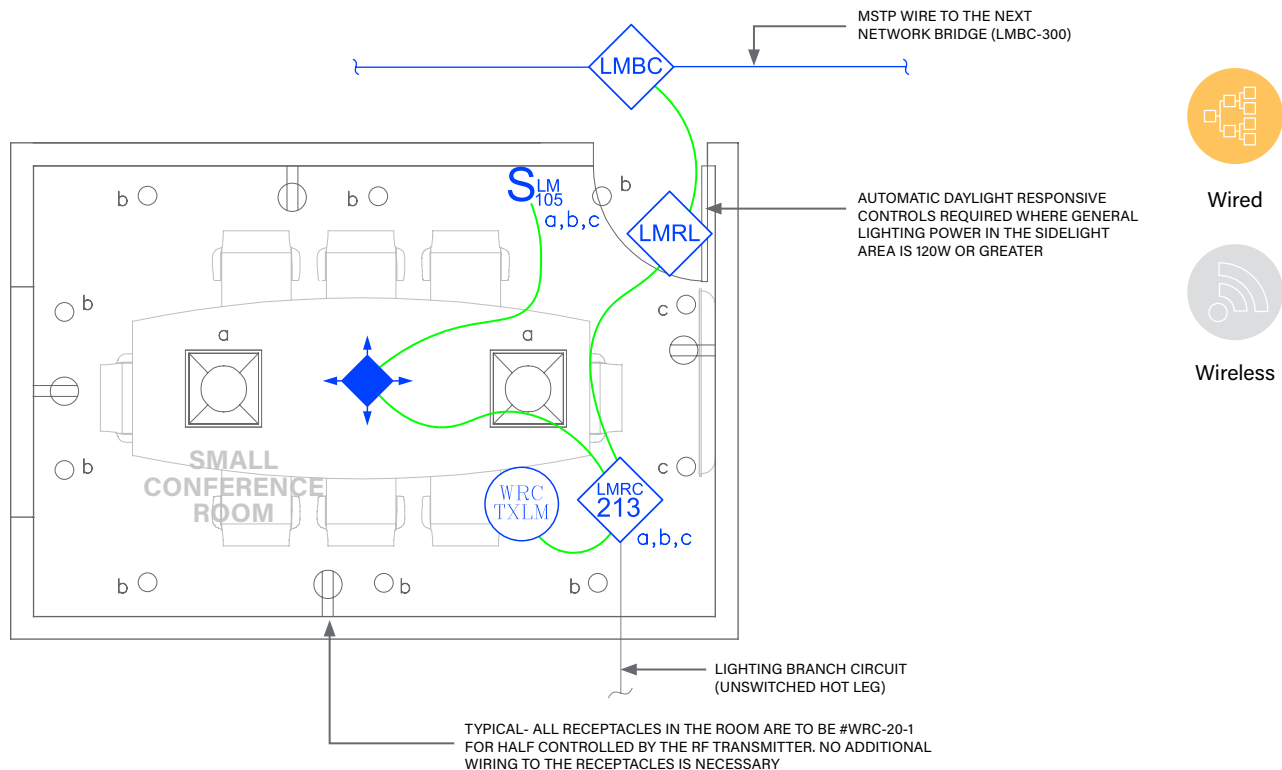 MSTP WIRE TO THE NEXT
NETWORK BRIDGE (LMBC-300)
LMBC
Wired
S LM
105
a,b,c
b
b
b
LMRL
AUTOMATIC DAYLIGHT RESPONSIVE
CONTROLS REQUIRED WHERE GENERAL
LIGHTING POWER IN THE SIDELIGHT
AREA IS 120W OR GREATER
Wireless
b
c
a
a
b
c
SMALL
CONFERENCE
ROOM
WRC
TXLM
LMRC
213
a,b,c
b
b
b
LIGHTING BRANCH CIRCUIT
(UNSWITCHED HOT LEG)
TYPICAL- ALL RECEPTACLES IN THE ROOM ARE TO BE #WRC-20-1
FOR HALF CONTROLLED BY THE RF TRANSMITTER. NO ADDITIONAL
WIRING TO THE RECEPTACLES IS NECESSARY